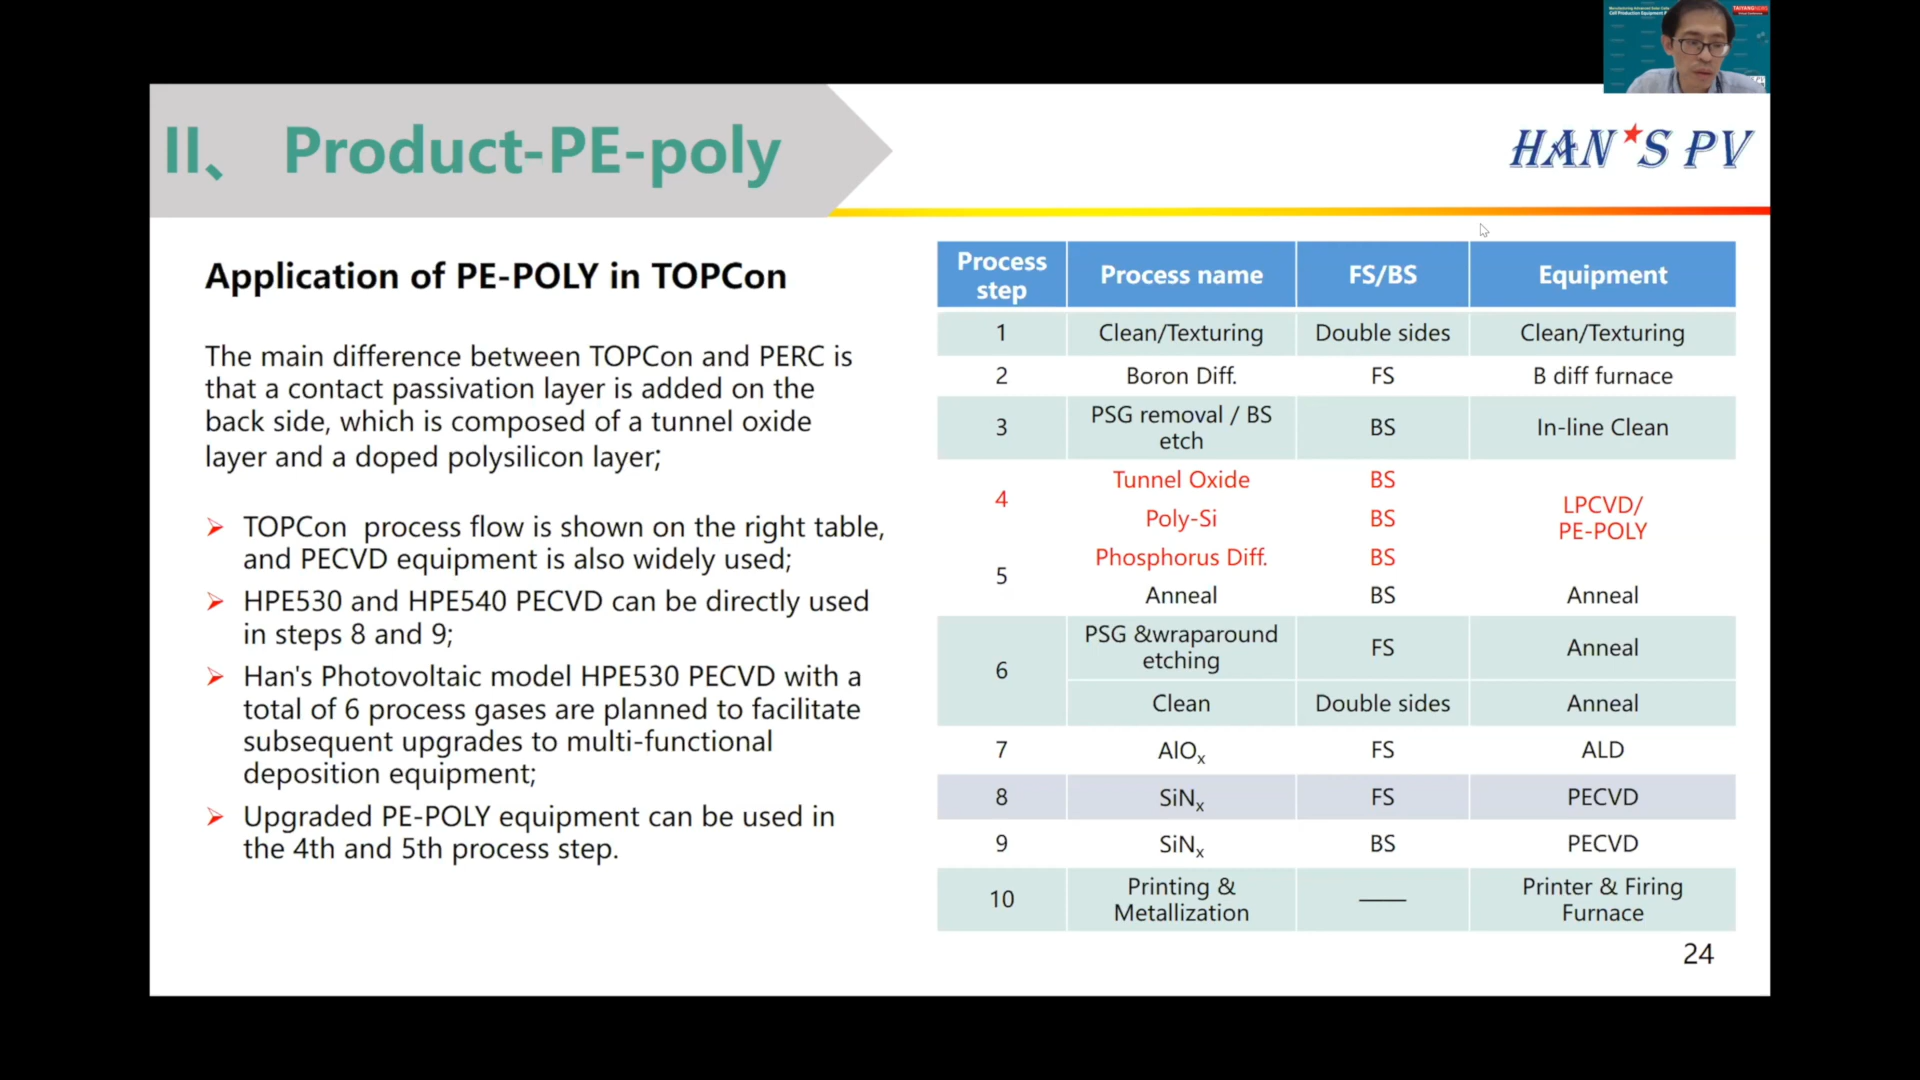 Manufacturing Advanced Solar Cells
Cell Production Equipment
TAIYANGNEWS
II、 Product-PE-poly
HAN★S PV
Application of PE-POLY in TOPCon
The main difference between TOPCon and PERC is
that a contact passivation layer is added on the
back side, which is composed of a tunnel oxide
layer and a doped polysilicon layer;
➢ TOPCon process flow is shown on the right table,
and PECVD equipment is also widely used;
➢ HPE530 and HPE540 PECVD can be directly used
in steps 8 and 9;
➢ Han's Photovoltaic model HPE530 PECVD with a
total of 6 process gases are planned to facilitate
subsequent upgrades to multi-functional
deposition equipment;
➢ Upgraded PE-POLY equipment can be used in
the 4th and 5th process step.
Process step Process name FS/BS Equipment
1 Clean/Texturing Double sides Clean/Texturing
2 Boron Diff. FS B diff furnace
3 PSG removal / BS etch BS In-line Clean
4 Tunnel Oxide BS LPCVD/ PE-POLY
Poly-Si BS
5 Phosphorus Diff. BS
Anneal BS Anneal
6 PSG &wraparound etching FS Anneal
Clean Double sides Anneal
7 AlOx FS ALD
8 SiNx FS PECVD
9 SiNx BS PECVD
10 Printing & Metallization —— Printer & Firing Furnace
24